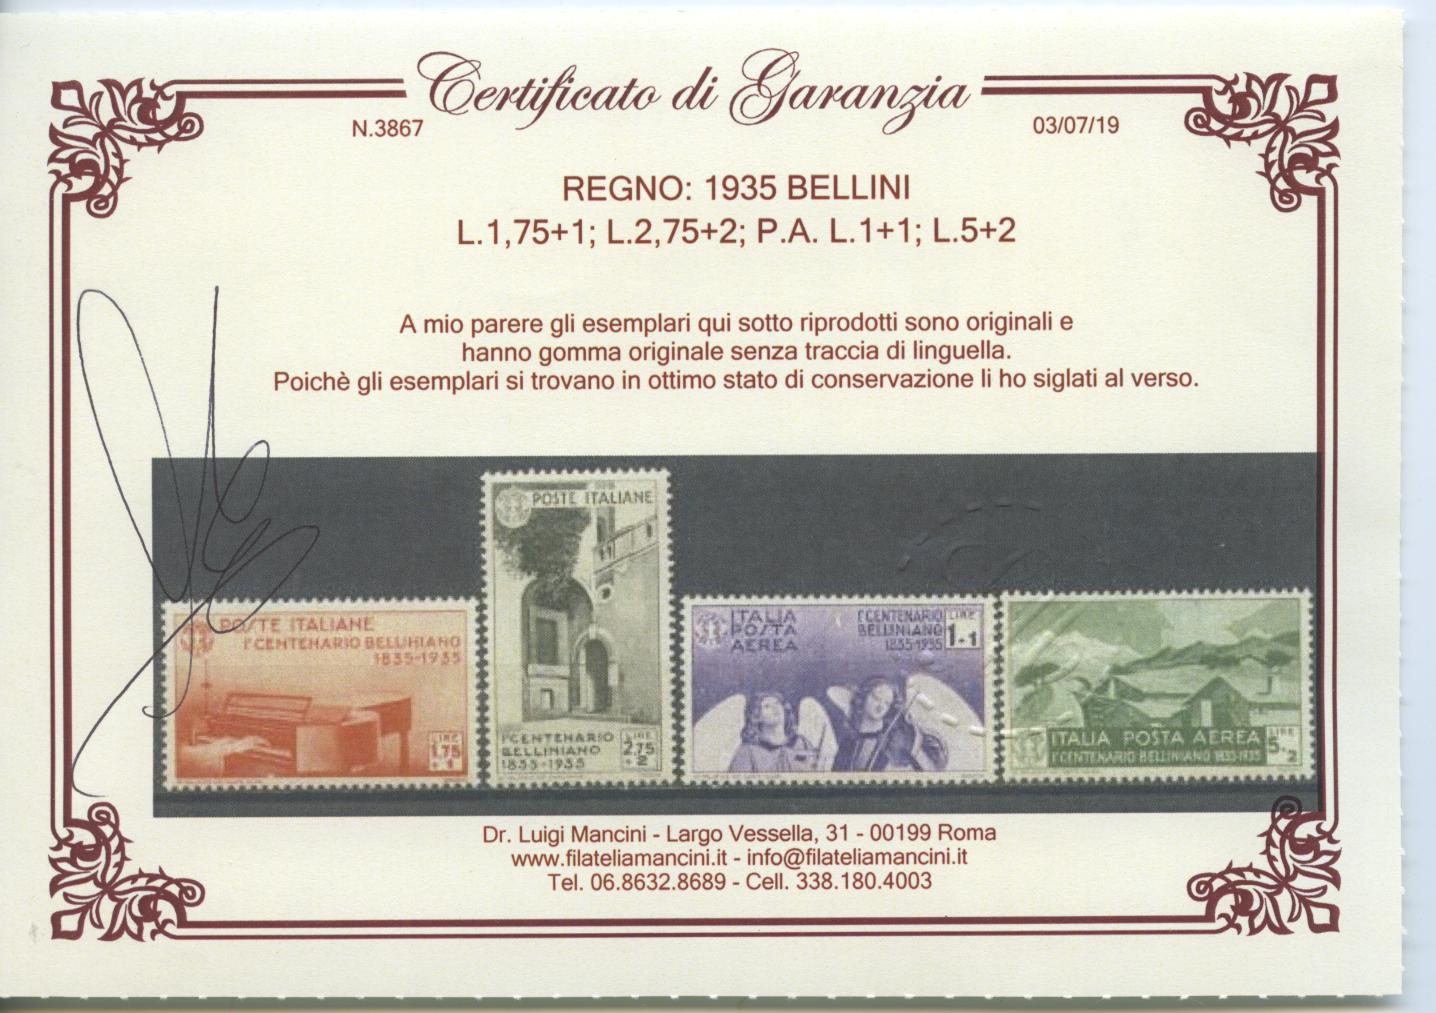 Certificato di Garanzia
N.3867
03/07/19
REGNO: 1935 BELLINI
L.1,75+1; L.2,75+2; P.A. L.1+1; L.5+2
A mio parere gli esemplari qui sotto riprodotti sono originali e
hanno gomma originale senza traccia di linguella.
Poichè gli esemplari si trovano in ottimo stato di conservazione li ho siglati al verso.
POSTE ITALIANE
I° CENTENARIO BELLINIANO
1835-1935
LIRE
1,75
+1
POSTE ITALIANE
I° CENTENARIO
BELLINIANO
1835-1935
LIRE
2,75
+2
ITALIA
POSTA
AEREA
I° CENTENARIO
BELLINIANO
1835-1935
LIRE
1+1
ITALIA POSTA AEREA
I° CENTENARIO BELLINIANO 1835-1935
LIRE
5+2
Dr. Luigi Mancini - Largo Vessella, 31 - 00199 Roma
www.filateliamancini.it - info@filateliamancini.it
Tel. 06.8632.8689 - Cell. 338.180.4003